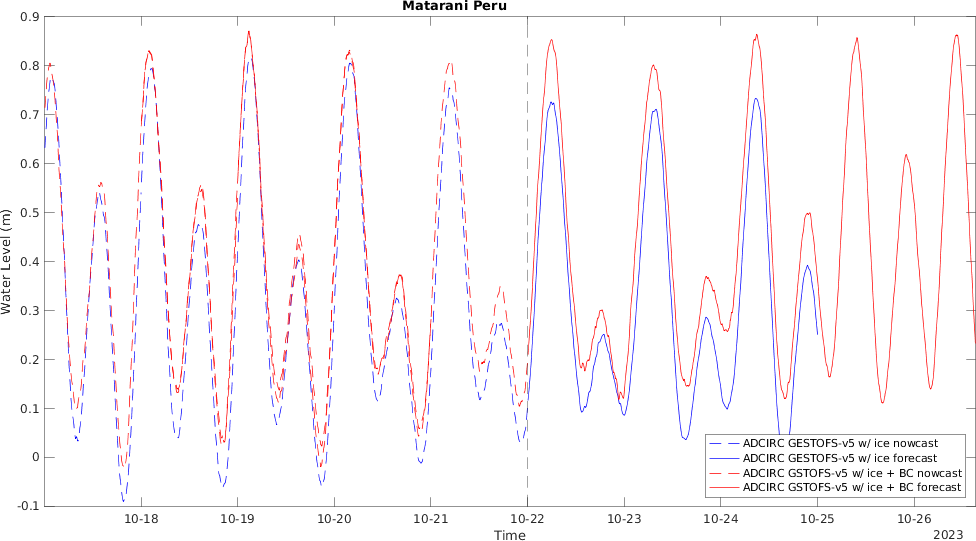 Matarani Peru
0.9
0.8
0.7
0.6
0.5
0.4
0.3
0.2
0.1
0
-0.1
Water Level (m)
ADCIRC GESTOFS-v5 w/ ice nowcast
ADCIRC GESTOFS-v5 w/ ice forecast
ADCIRC GSTOFS-v5 w/ ice + BC nowcast
ADCIRC GSTOFS-v5 w/ ice + BC forecast
10-18 10-19 10-20 10-21 10-22 10-23 10-24 10-25 10-26
Time
2023